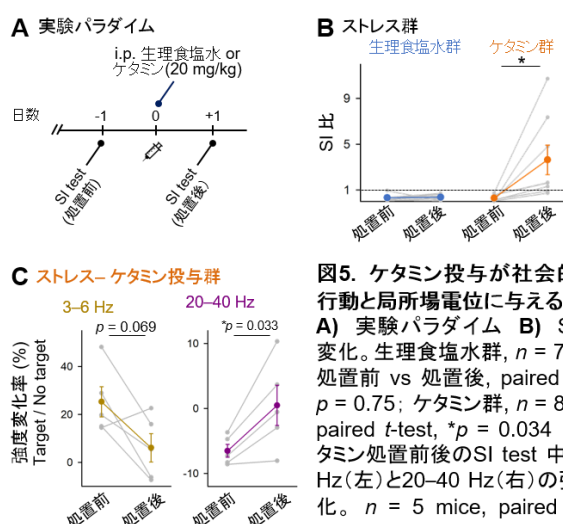 A 実験パラダイム
i.p. 生理食塩水 or
ケタミン(20 mg/kg)
日数
-1 0 +1
SI test
(処置前)
SI test
(処置後)
B ストレス群
生理食塩水群 ケタミン群
*
SI 比
9
5
1
処置前 処置後 処置前 処置後
C ストレス– ケタミン投与群
3–6 Hz 20–40 Hz
p = 0.069 *p = 0.033
強度変化率 (%)
Target / No target
40
20
0
0
-10
処置前 処置後 処置前 処置後
図5. ケタミン投与が社会的
行動と局所場電位に与える
A) 実験パラダイム B) S
変化。生理食塩水群, n = 7
処置前 vs 処置後, paired
p = 0.75; ケタミン群, n = 8
paired t-test, *p = 0.034
タミン処置前後のSI test 中
Hz(左)と20–40 Hz(右)の強
化。 n = 5 mice, paired